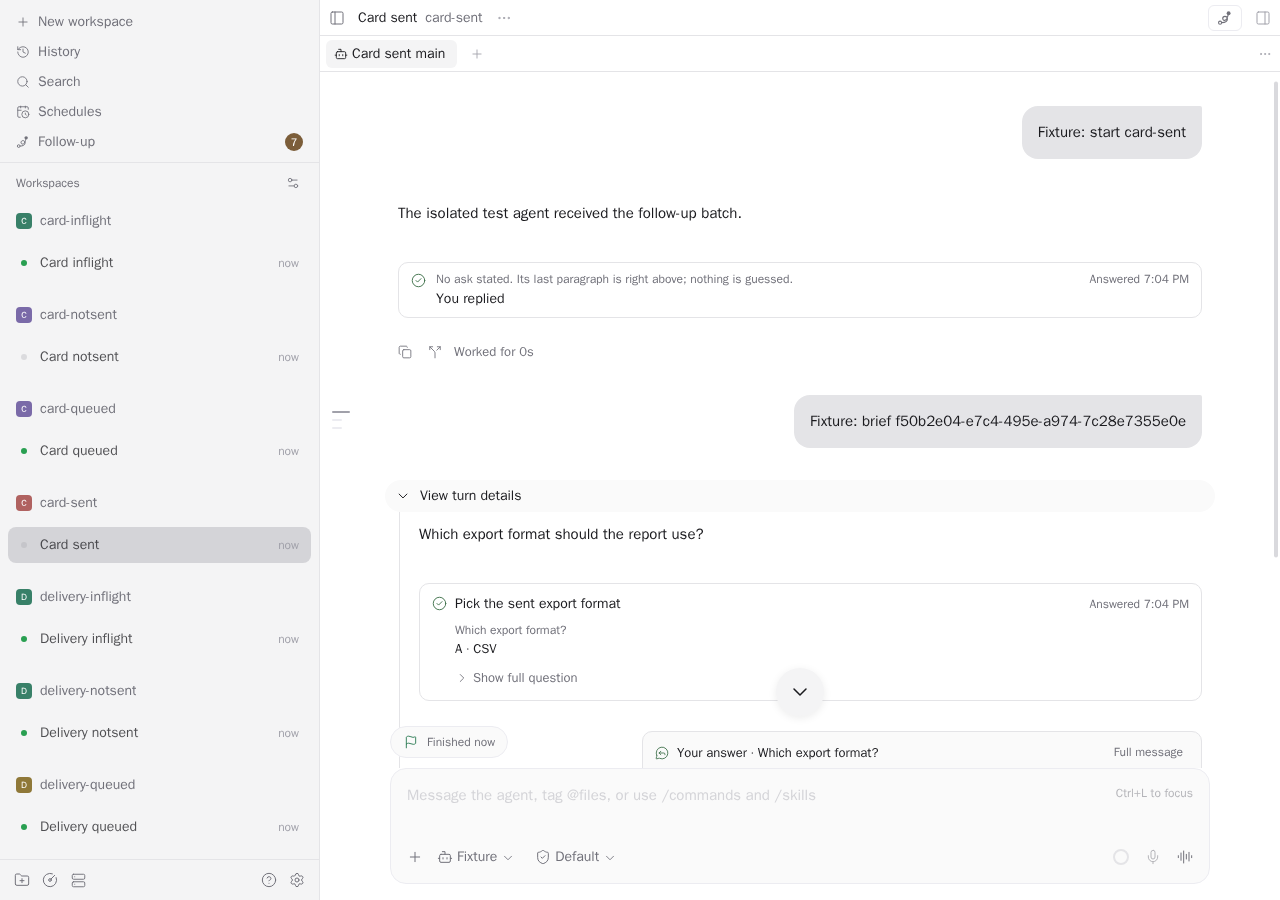 New workspace
History
Search
Schedules
Follow-up 7
Workspaces
C card-inflight
Card inflight now
C card-notsent
Card notsent now
C card-queued
Card queued now
C card-sent
Card sent now
D delivery-inflight
Delivery inflight now
D delivery-notsent
Delivery notsent now
D delivery-queued
Delivery queued now
Card sent card-sent
Card sent main
Fixture: start card-sent
The isolated test agent received the follow-up batch.
No ask stated. Its last paragraph is right above; nothing is guessed. Answered 7:04 PM
You replied
Worked for 0s
Fixture: brief f50b2e04-e7c4-495e-a974-7c28e7355e0e
View turn details
Which export format should the report use?
Pick the sent export format Answered 7:04 PM
Which export format?
A · CSV
Show full question
Finished now
Your answer · Which export format? Full message
Message the agent, tag @files, or use /commands and /skills Ctrl+L to focus
Fixture Default